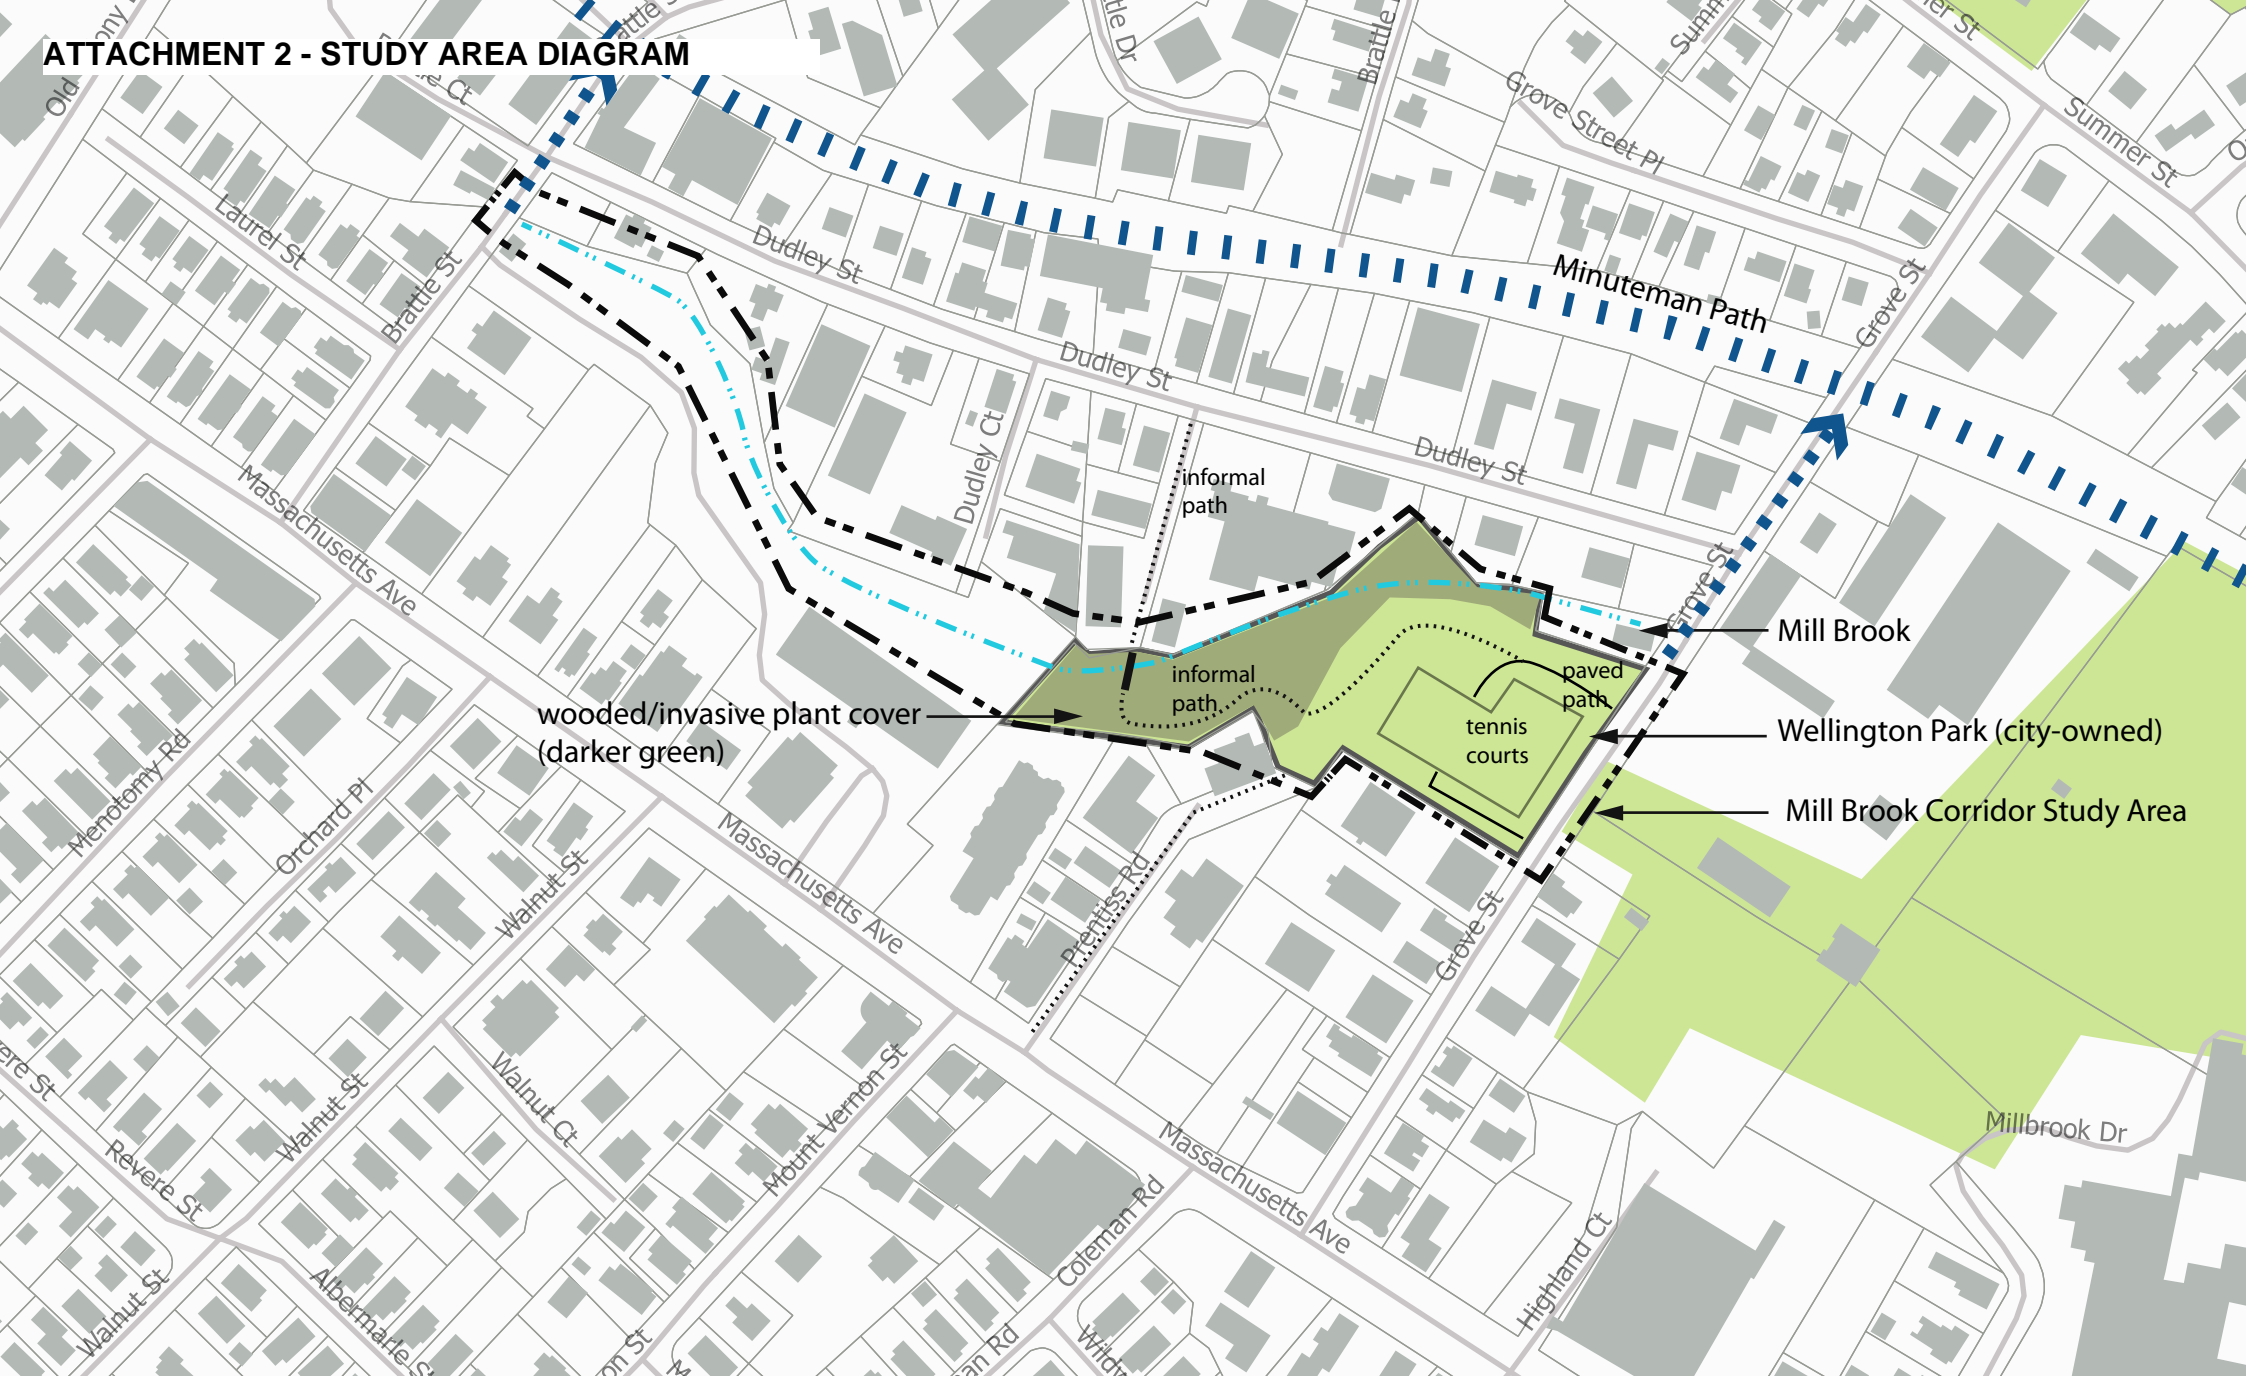 ATTACHMENT 2 - STUDY AREA DIAGRAM
Old
Brattle
Grove Street Pl
Summer St
Laurel St
Brattle St
Dudley St
Minuteman Path
Grove St
Dudley St
Dudley Ct
Dudley St
informal
path
Massachusetts Ave
Grove St
Mill Brook
informal
path
paved
path
tennis
courts
wooded/invasive plant cover
(darker green)
Wellington Park (city-owned)
Mill Brook Corridor Study Area
Menotomy Rd
Orchard Pl
Walnut St
Massachusetts Ave
Prentiss Rd
Grove St
Walnut St
Walnut Ct
Mount Vernon St
Revere St
Massachusetts Ave
Millbrook Dr
Coleman Rd
Highland Ct
Walnut St
Albermarle St